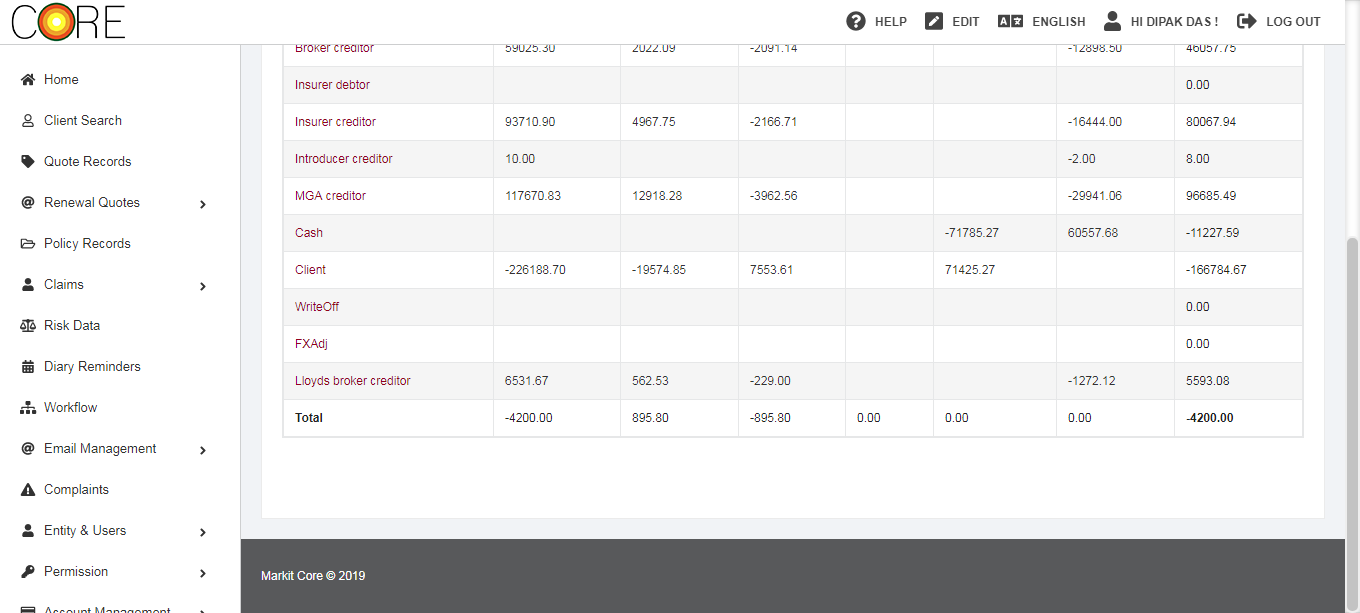 CORE
HELP EDIT ENGLISH HI DIPAK DAS ! LOG OUT
Home
Client Search
Quote Records
Renewal Quotes
Policy Records
Claims
Risk Data
Diary Reminders
Workflow
Email Management
Complaints
Entity & Users
Permission
Account Management
Broker creditor 59025.30 2022.09 -2091.14 -12898.50 46057.75
Insurer debtor 0.00
Insurer creditor 93710.90 4967.75 -2166.71 -16444.00 80067.94
Introducer creditor 10.00 -2.00 8.00
MGA creditor 117670.83 12918.28 -3962.56 -29941.06 96685.49
Cash -71785.27 60557.68 -11227.59
Client -226188.70 -19574.85 7553.61 71425.27 -166784.67
WriteOff 0.00
FXAdj 0.00
Lloyds broker creditor 6531.67 562.53 -229.00 -1272.12 5593.08
Total -4200.00 895.80 -895.80 0.00 0.00 0.00 -4200.00
Markit Core © 2019